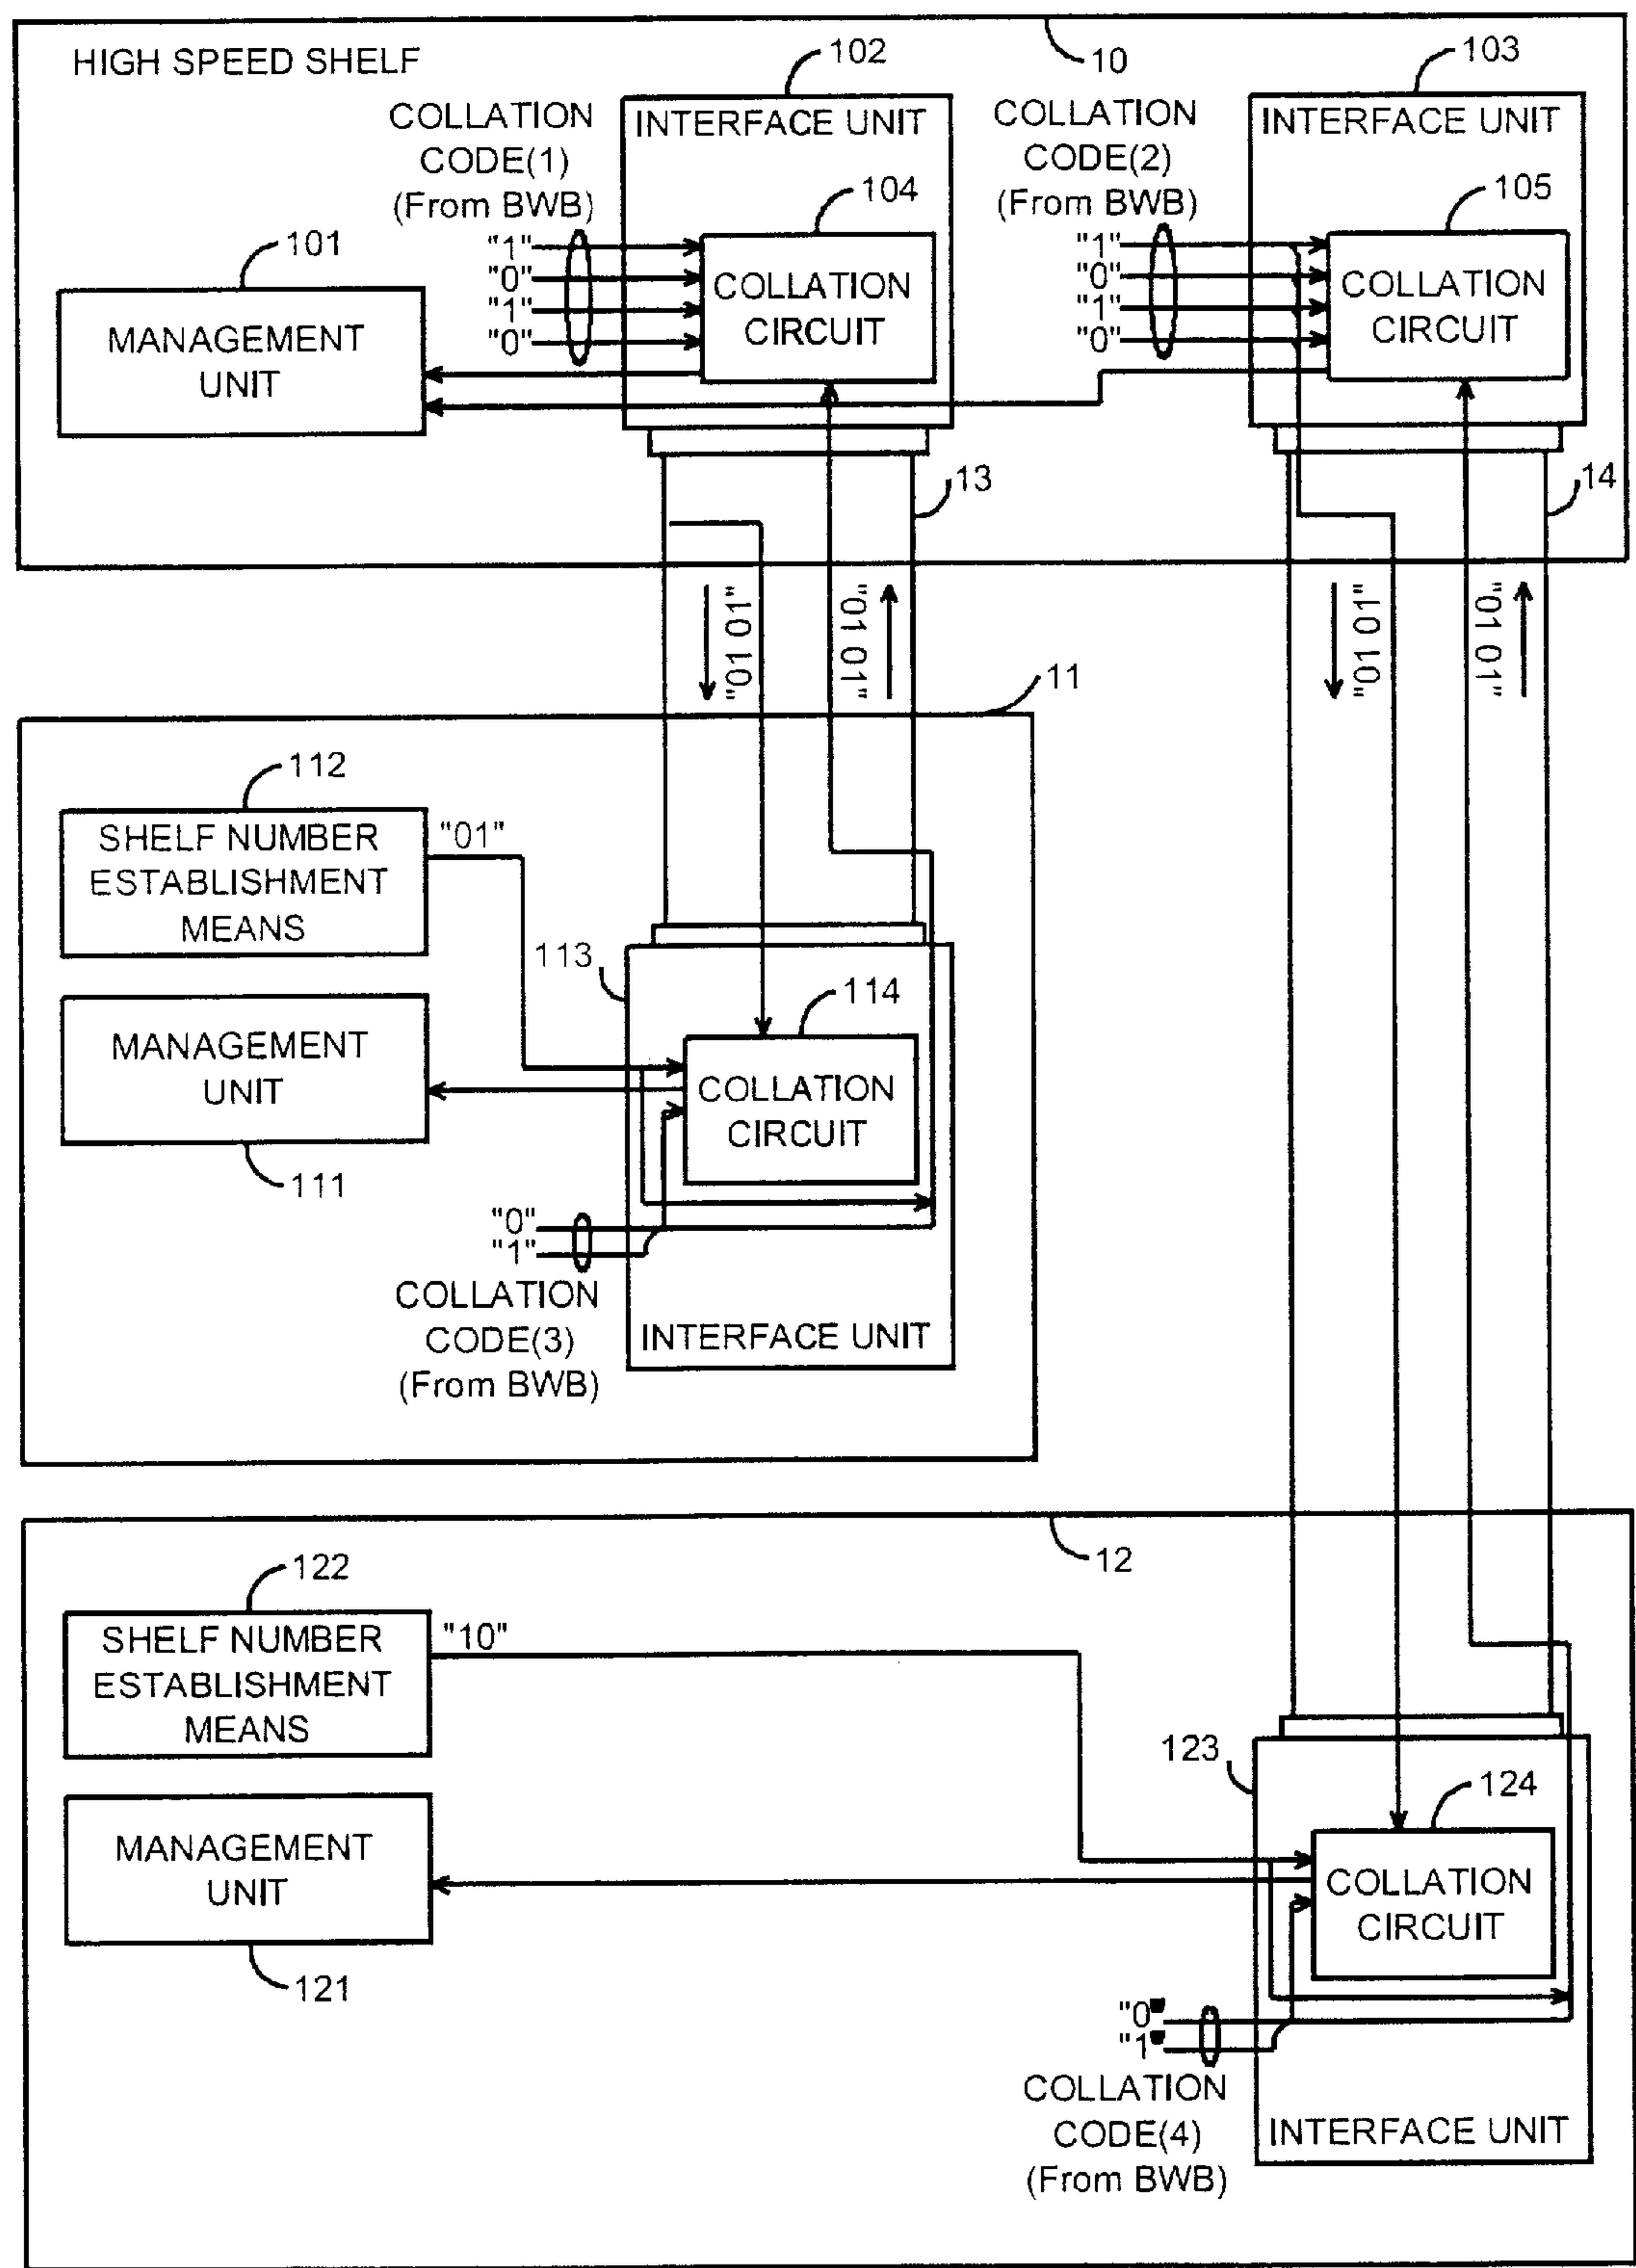 HIGH SPEED SHELF
10
102
103
COLLATION
CODE(1)
(From BWB)
INTERFACE UNIT
COLLATION
CODE(2)
(From BWB)
INTERFACE UNIT
104
105
101
"1"
"0"
"1"
"0"
COLLATION
CIRCUIT
"1"
"0"
"1"
"0"
COLLATION
CIRCUIT
MANAGEMENT
UNIT
13
14
"01 01"
"01 01"
"01 01"
"01 01"
11
112
SHELF NUMBER
ESTABLISHMENT
MEANS
"01"
113
114
MANAGEMENT
UNIT
COLLATION
CIRCUIT
111
"0"
"1"
COLLATION
CODE(3)
(From BWB)
INTERFACE UNIT
12
122
SHELF NUMBER
ESTABLISHMENT
MEANS
"10"
123
124
MANAGEMENT
UNIT
COLLATION
CIRCUIT
121
"0"
"1"
COLLATION
CODE(4)
(From BWB)
INTERFACE UNIT